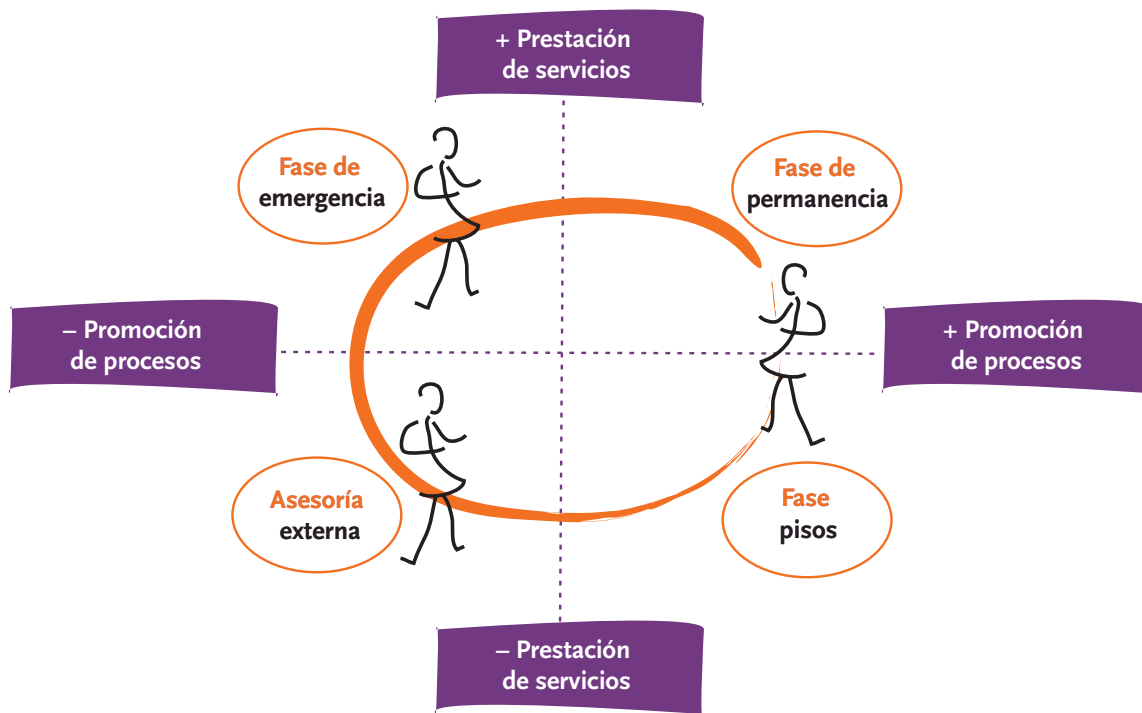 + Prestación
de servicios
Fase de
emergencia
Fase de
permanencia
– Promoción
de procesos
+ Promoción
de procesos
Asesoría
externa
Fase
pisos
– Prestación
de servicios